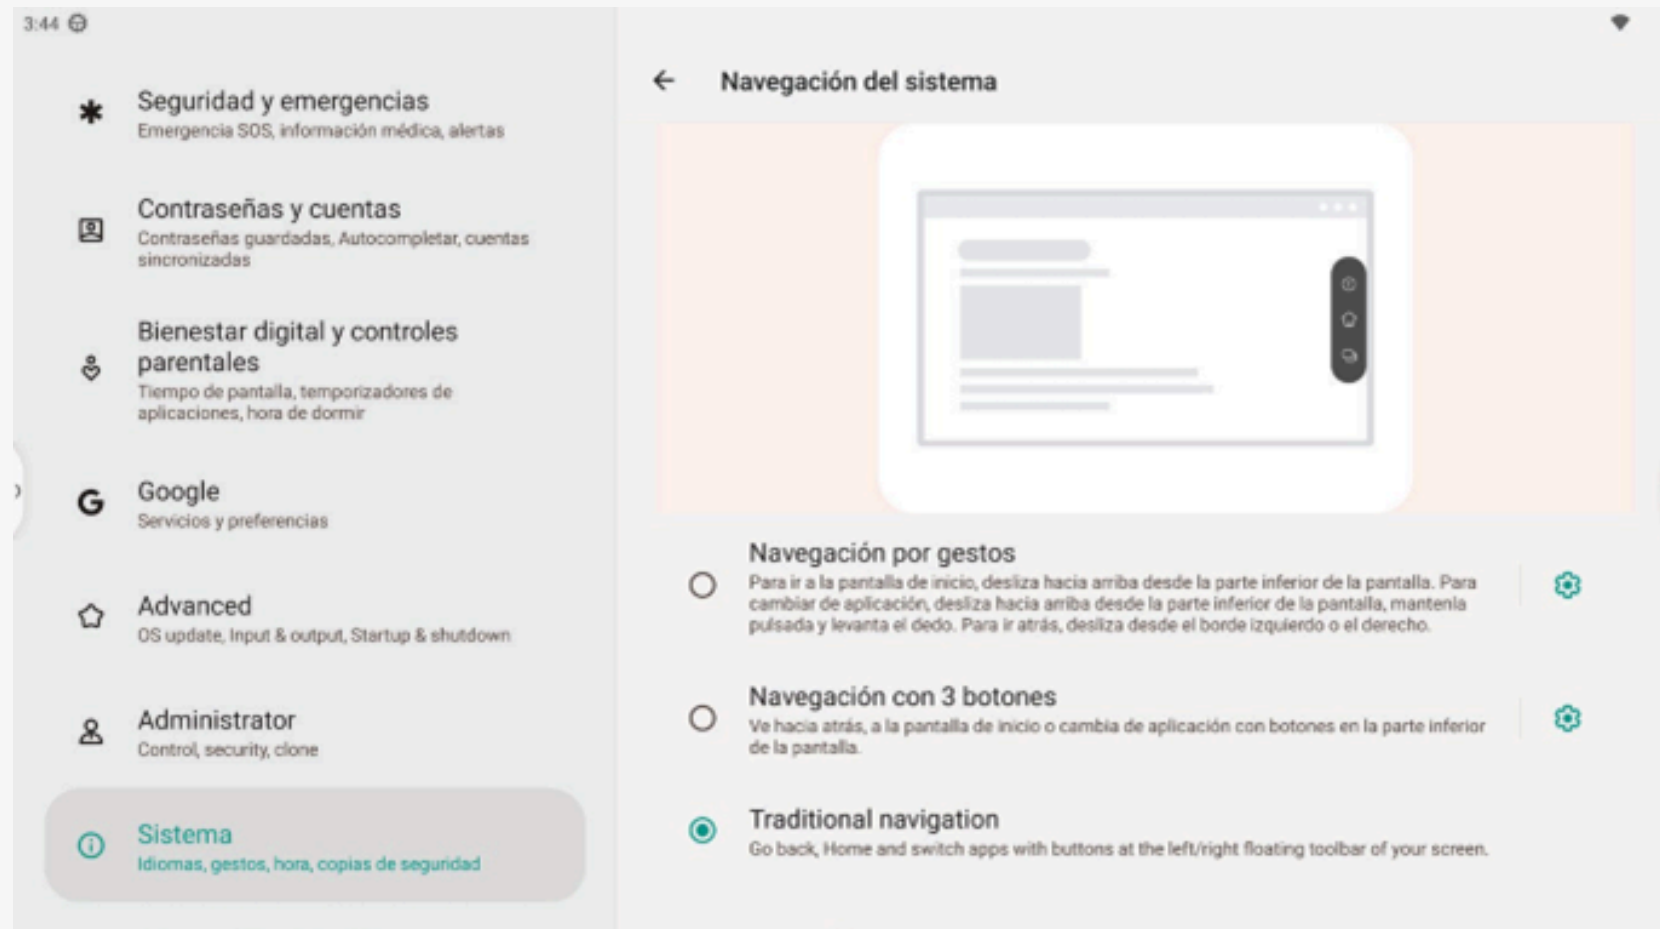 3:44
Seguridad y emergencias
Emergencia SOS, información médica, alertas
Contraseñas y cuentas
Contraseñas guardadas, Autocompletar, cuentas
sincronizadas
Bienestar digital y controles
parentales
Tiempo de pantalla, temporizadores de
aplicaciones, hora de dormir
Google
Servicios y preferencias
Advanced
OS update, Input & output, Startup & shutdown
Administrator
Control, security, clone
Sistema
Idiomas, gestos, hora, copias de seguridad
Navegación del sistema
Navegación por gestos
Para ir a la pantalla de inicio, desliza hacia arriba desde la parte inferior de la pantalla. Para
cambiar de aplicación, desliza hacia arriba desde la parte inferior de la pantalla, mantenla
pulsada y levanta el dedo. Para ir atrás, desliza desde el borde izquierdo o el derecho.
Navegación con 3 botones
Ve hacia atrás, a la pantalla de inicio o cambia de aplicación con botones en la parte inferior
de la pantalla.
Traditional navigation
Go back, Home and switch apps with buttons at the left/right floating toolbar of your screen.